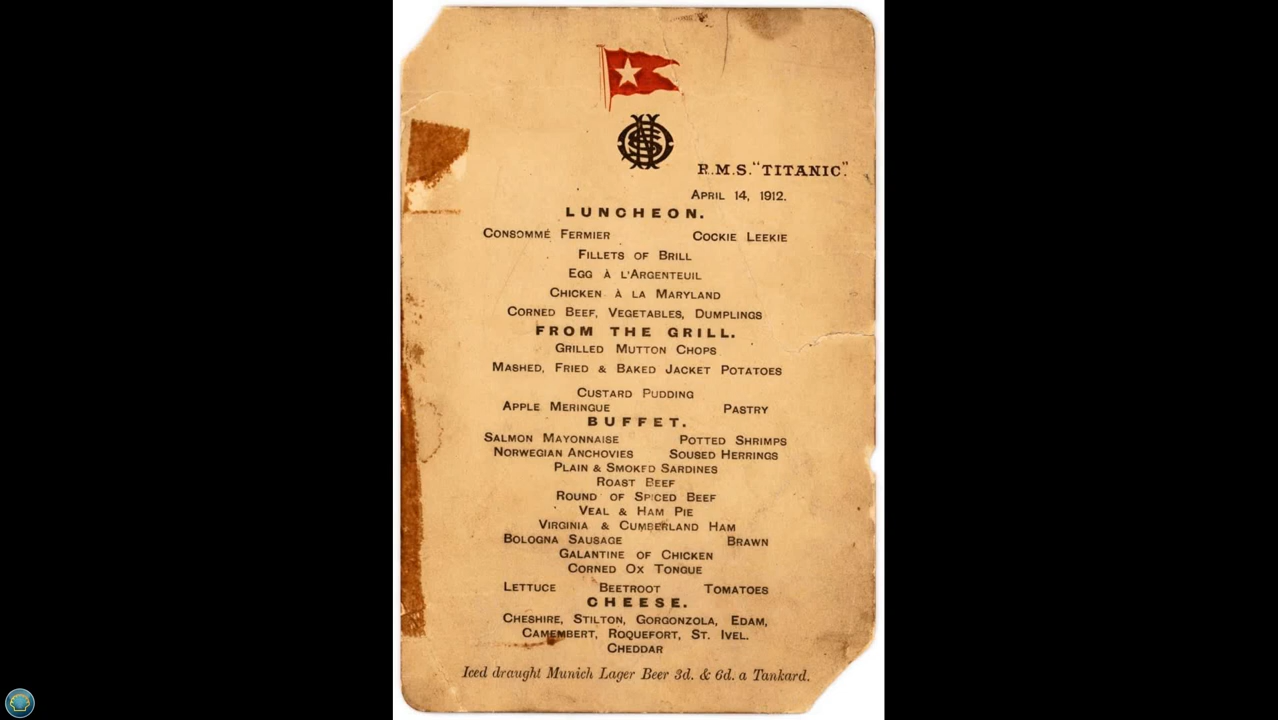 R.M.S. "TITANIC".
APRIL 14, 1912.
LUNCHEON.
CONSOMMÉ FERMIER COCKIE LEEKIE
FILLETS OF BRILL
EGG À L'ARGENTEUIL
CHICKEN À LA MARYLAND
CORNED BEEF, VEGETABLES, DUMPLINGS
FROM THE GRILL.
GRILLED MUTTON CHOPS
MASHED, FRIED & BAKED JACKET POTATOES
CUSTARD PUDDING
APPLE MERINGUE PASTRY
BUFFET.
SALMON MAYONNAISE POTTED SHRIMPS
NORWEGIAN ANCHOVIES SOUSED HERRINGS
PLAIN & SMOKED SARDINES
ROAST BEEF
ROUND OF SPICED BEEF
VEAL & HAM PIE
VIRGINIA & CUMBERLAND HAM
BOLOGNA SAUSAGE BRAWN
GALANTINE OF CHICKEN
CORNED OX TONGUE
LETTUCE BEETROOT TOMATOES
CHEESE.
CHESHIRE, STILTON, GORGONZOLA, EDAM,
CAMEMBERT, ROQUEFORT, ST. IVEL.
CHEDDAR
Iced draught Munich Lager Beer 3d. & 6d. a Tankard.